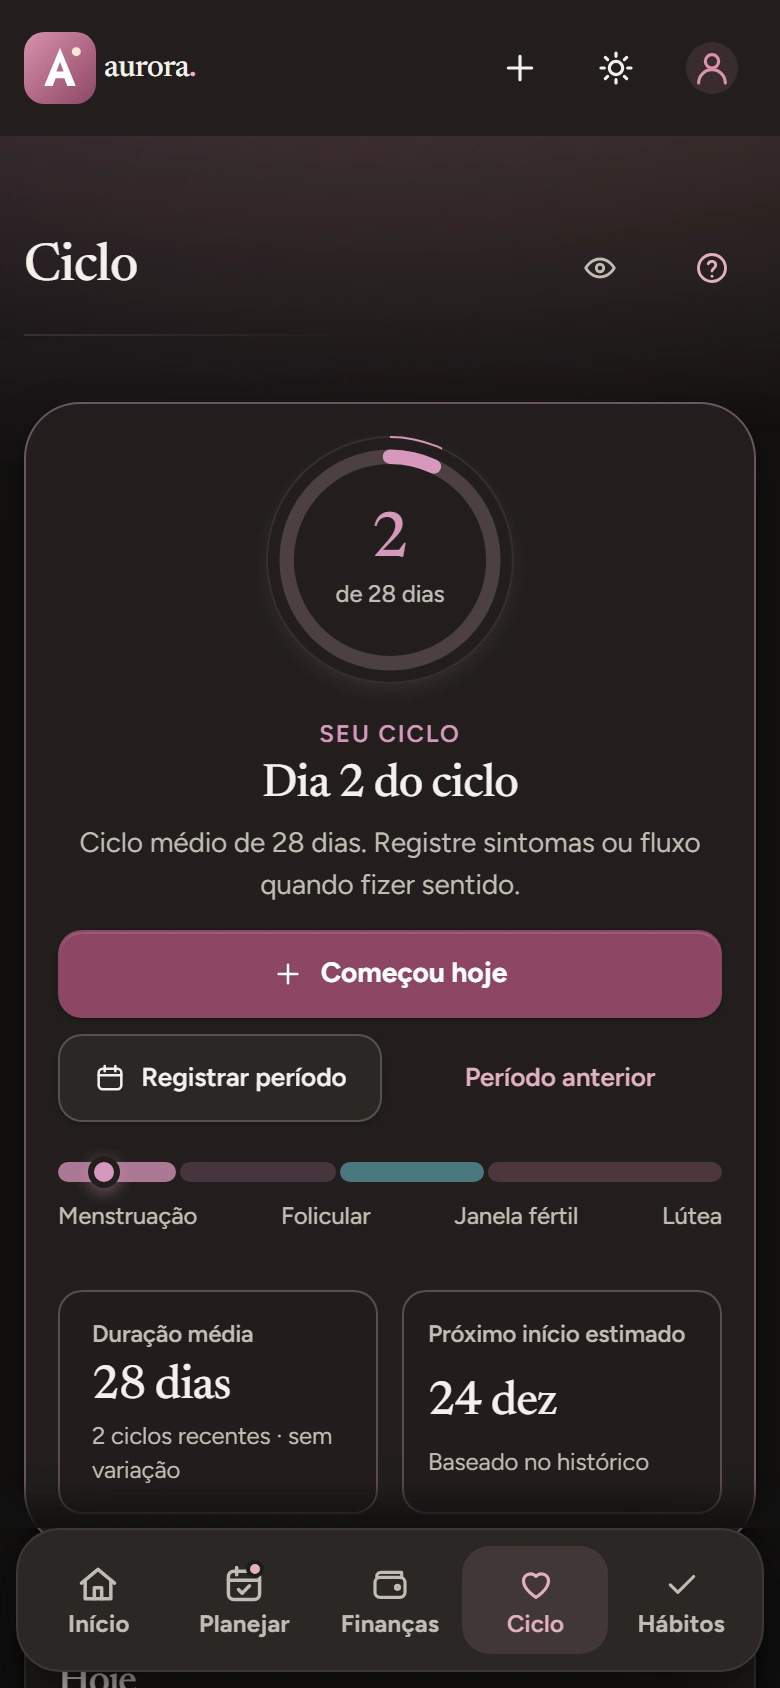 A
aurora.
Ciclo
2
de 28 dias
SEU CICLO
Dia 2 do ciclo
Ciclo médio de 28 dias. Registre sintomas ou fluxo
quando fizer sentido.
Começou hoje
Registrar período
Período anterior
Menstruação
Folicular
Janela fértil
Lútea
Duração média
28 dias
2 ciclos recentes · sem
variação
Próximo início estimado
24 dez
Baseado no histórico
Início
Planejar
Finanças
Ciclo
Hábitos
Hoje